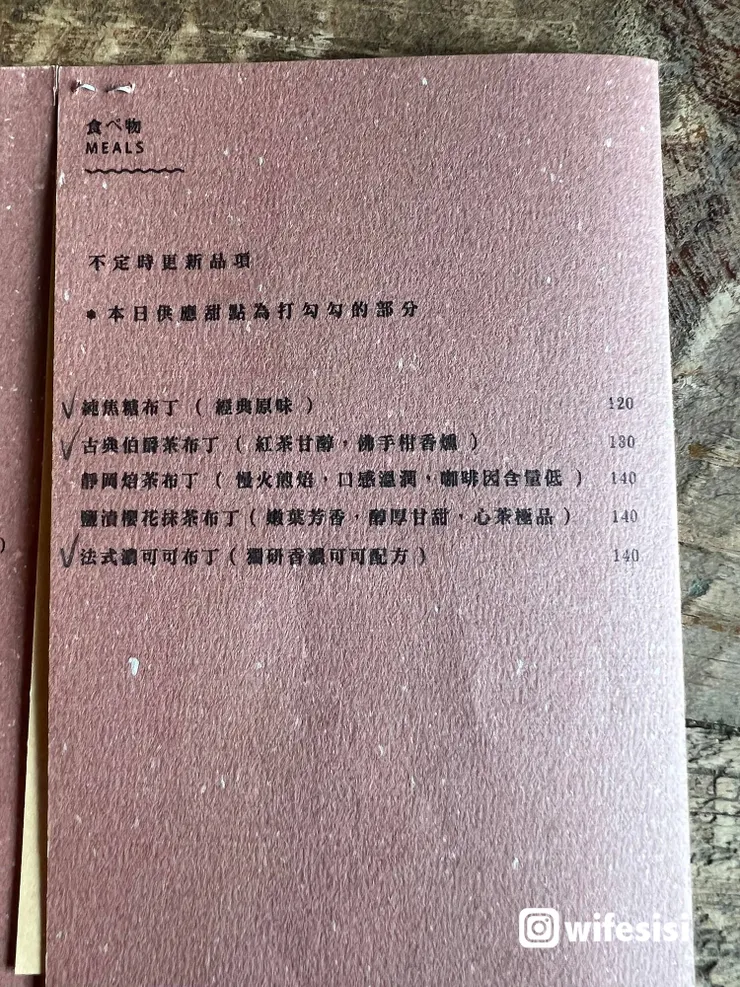 食べ物
MEALS
不定時更新品項
●本日供應甜點為打勾勾的部分
✓純焦糖布丁（經典原味） 120
✓古典伯爵茶布丁（紅茶甘醇，佛手柑香爐） 130
靜岡焙茶布丁（慢火煎焙，口感溫潤，咖啡因含量低） 140
鹽漬櫻花抹茶布丁（嫩葉芳香，醇厚甘甜，心茶極品） 140
✓法式濃可可布丁（獨研香濃可可配方） 140
)
wifesisi